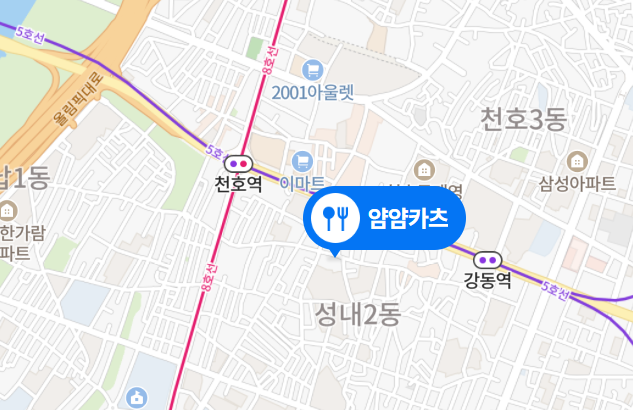 5호선
8호선
올림픽대로
2001아울렛
천호3동
5호
천호역
이마트
삼성아파트
1동
한가람
파트
얌얌카츠
강동역
8호선
5호선
성내2동